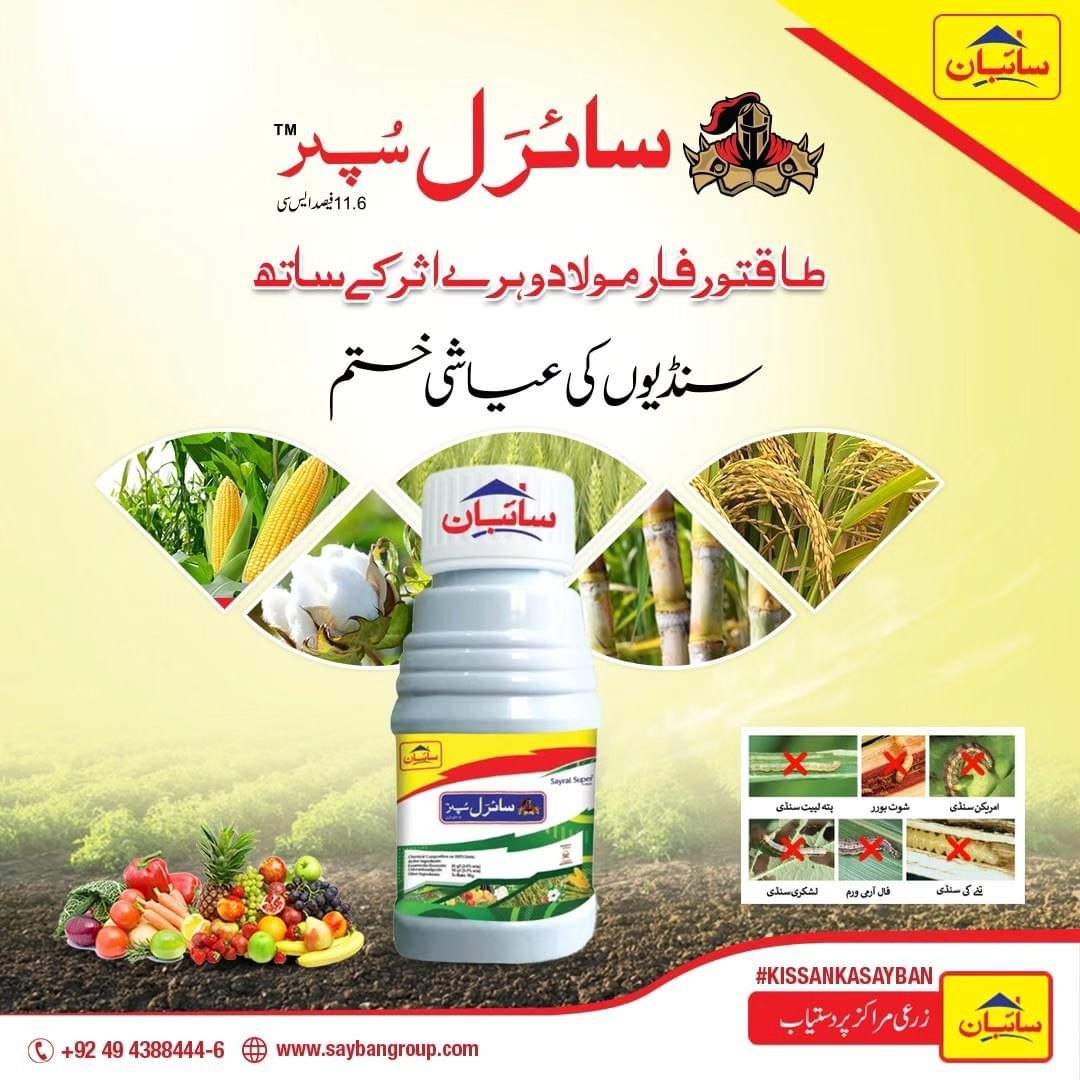 سائبان
سائرل سُپر™
11.6 فیصد ایس سی
طاقتور فارمولا دوہرے اثر کے ساتھ
سنڈیوں کی عیاشی ختم
سائبان
سائبان
Sayral Super
سائرل سُپر
امریکن سنڈی
شوٹ بورر
پتہ لپیٹ سنڈی
تنے کی سنڈی
فال آرمی ورم
لشکری سنڈی
#KISSANKASAYBAN
زرعی مراکز پر دستیاب
سائبان
+92 49 4388444-6
www.saybangroup.com